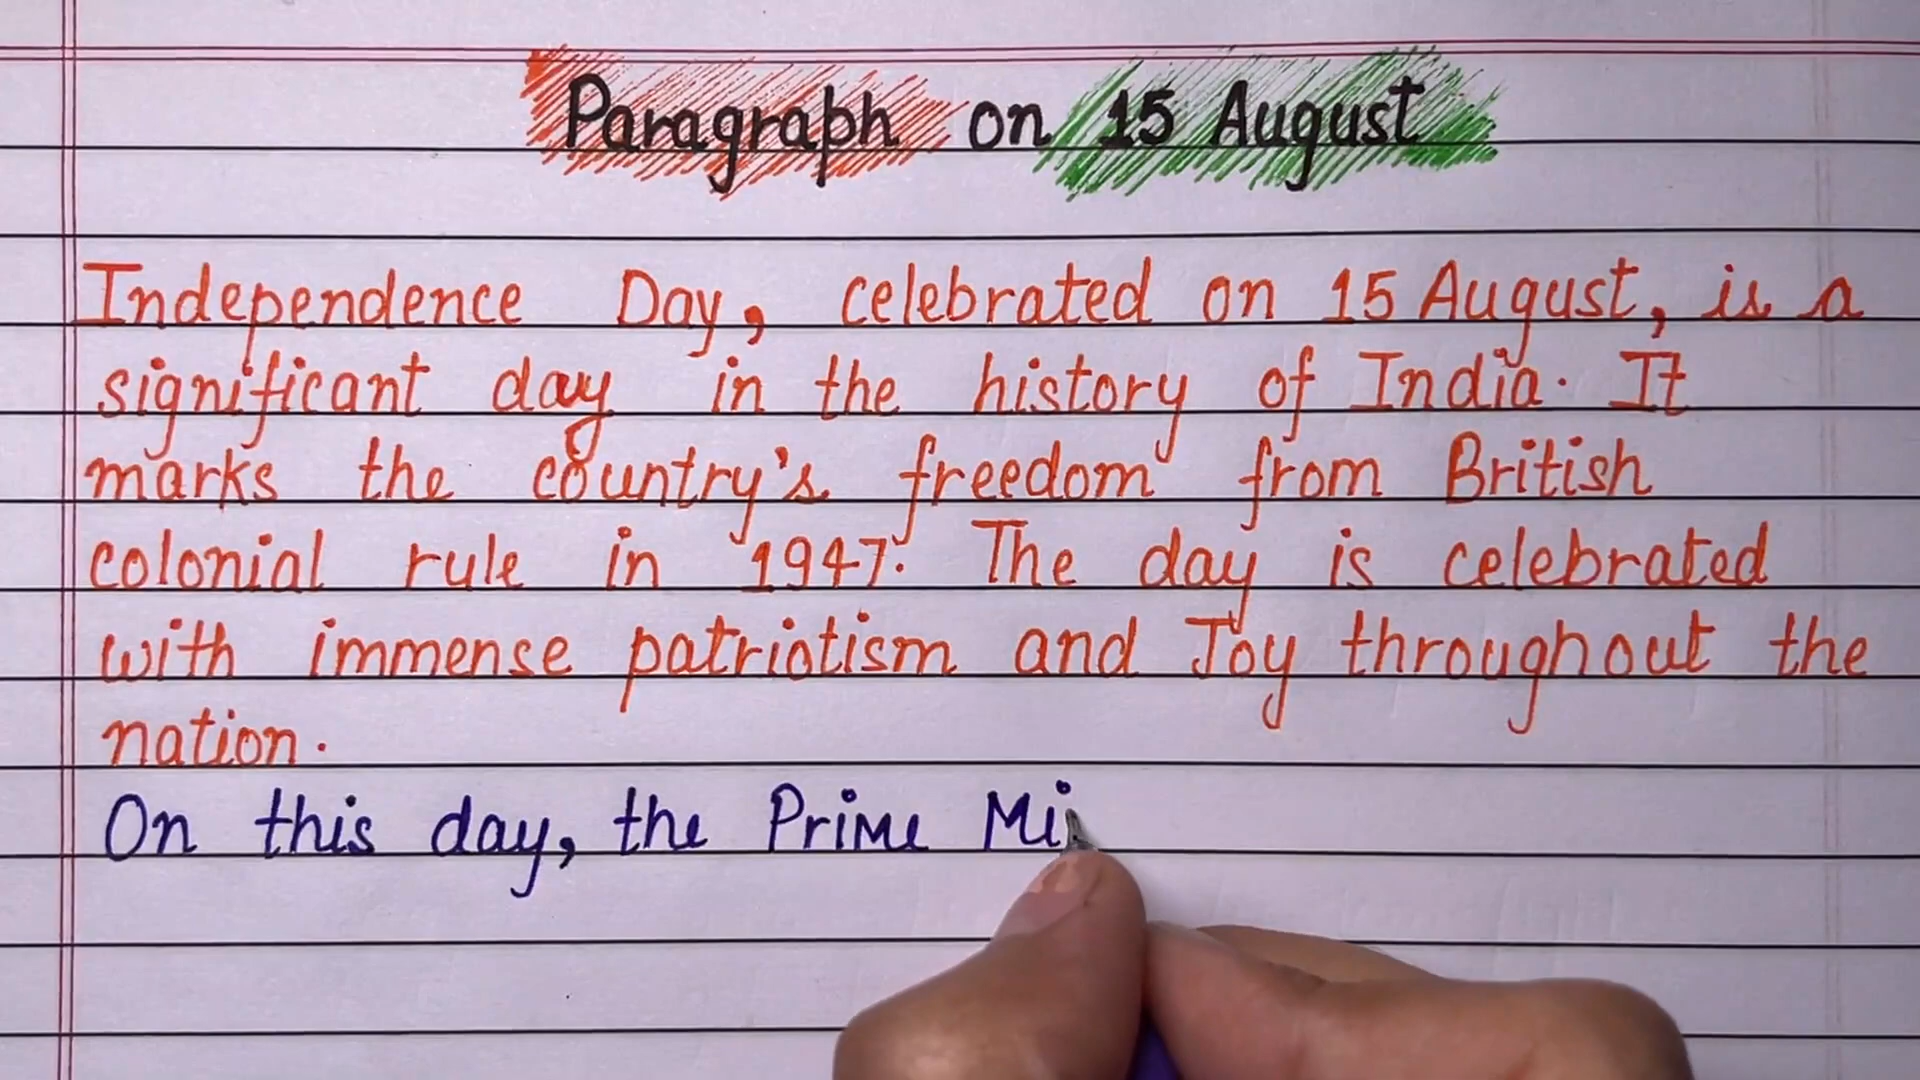 Paragraph on 15 August
Independence Day, celebrated on 15 August, is a
significant day in the history of India. It
marks the country's freedom from British
colonial rule in 1947. The day is celebrated
with immense patriotism and Joy throughout the
nation.
On this day, the Prime Mi